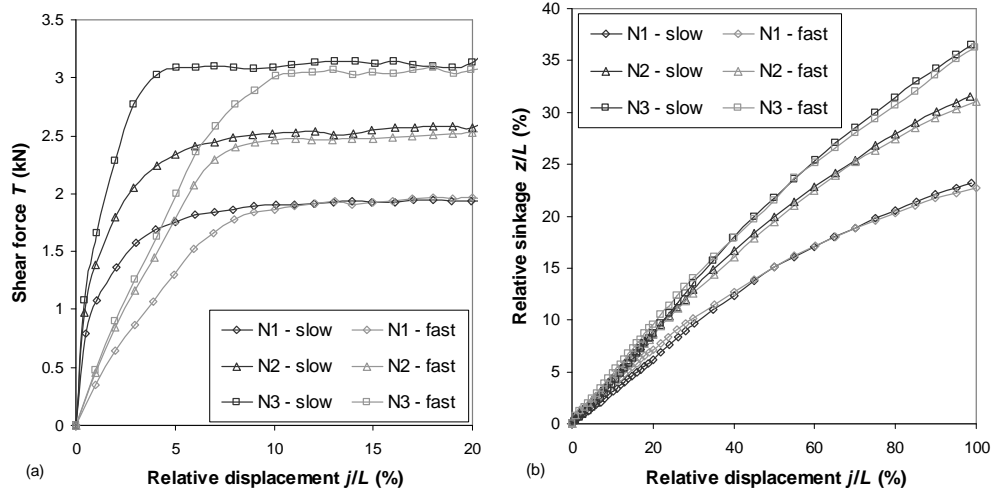 3.5
3
2.5
2
1.5
1
0.5
0
Shear force T (kN)
N1 - slow N1 - fast
N2 - slow N2 - fast
N3 - slow N3 - fast
0 5 10 15 20
Relative displacement j/L (%)
(a)
40
35
30
25
20
15
10
5
0
Relative sinkage z/L (%)
N1 - slow N1 - fast
N2 - slow N2 - fast
N3 - slow N3 - fast
0 20 40 60 80 100
Relative displacement j/L (%)
(b)